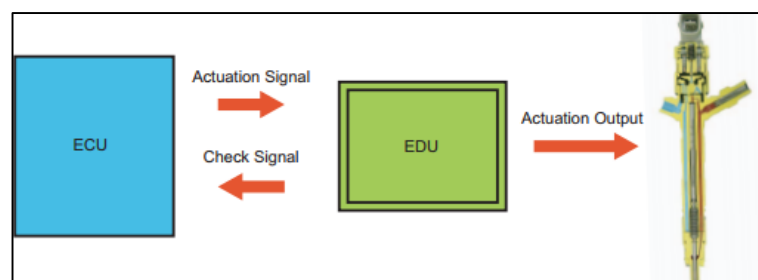 Actuation Signal
ECU
Check Signal
EDU
Actuation Output